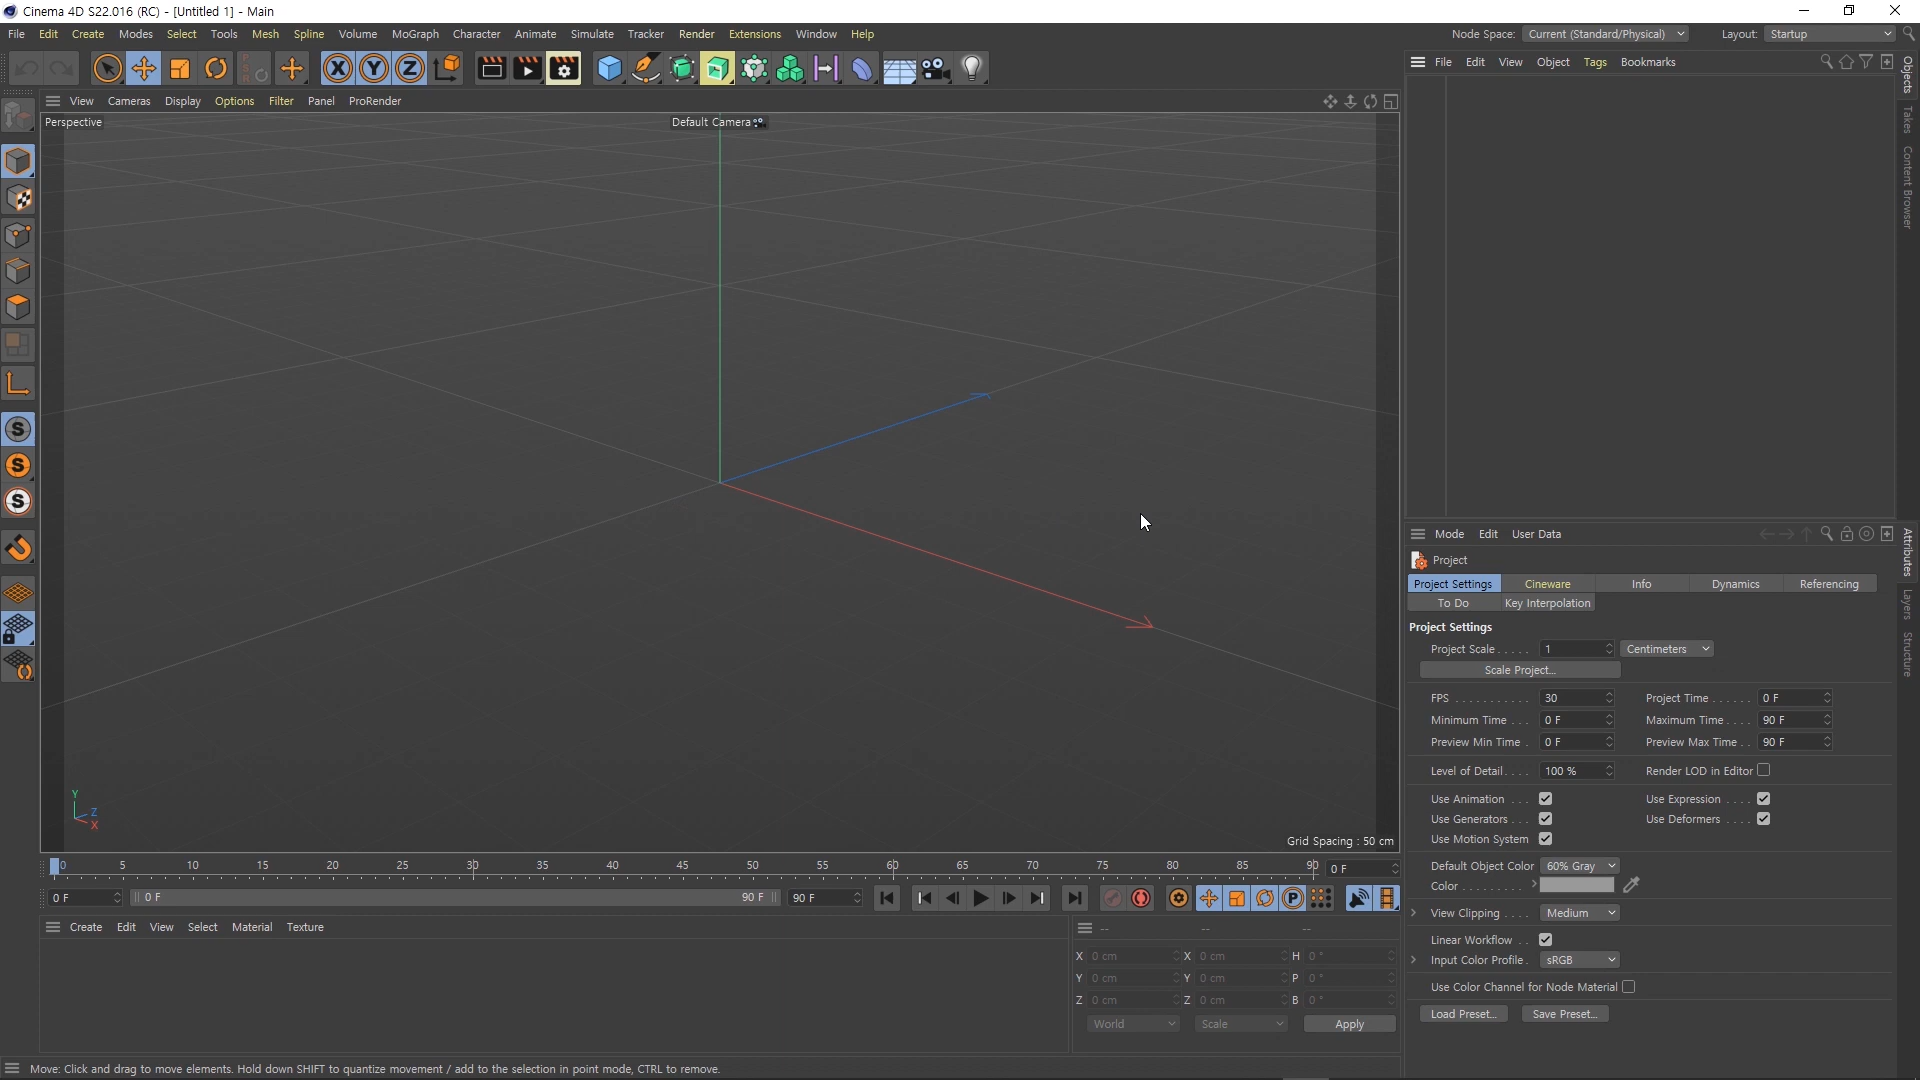 Cinema 4D S22.016 (RC) - [Untitled 1] - Main
File Edit Create Modes Select Tools Mesh Spline Volume MoGraph Character Animate Simulate Tracker Render Extensions Window Help
Node Space: Current (Standard/Physical) Layout: Startup
X Y Z
PSR
File Edit View Object Tags Bookmarks
Objects
Takes
Content Browser
View Cameras Display Options Filter Panel ProRender
Perspective
Default Camera
S
S
S
Y
Z
X
Grid Spacing : 50 cm
Mode Edit User Data
Attributes
Layers
Structure
Project
Project Settings Cineware Info Dynamics Referencing
To Do Key Interpolation
Project Settings
Project Scale . . . . . 1 Centimeters
Scale Project...
FPS . . . . . . . . . . . 30 Project Time . . . . . . 0 F
Minimum Time . . . 0 F Maximum Time . . . . 90 F
Preview Min Time . 0 F Preview Max Time . . 90 F
Level of Detail . . . . 100 % Render LOD in Editor
Use Animation . . . Use Expression . . . .
Use Generators . . . Use Deformers . . . .
Use Motion System
Default Object Color 60% Gray
Color . . . . . . . . .
View Clipping . . . . Medium
Linear Workflow . .
Input Color Profile . sRGB
Use Color Channel for Node Material
Load Preset... Save Preset...
0 5 10 15 20 25 30 35 40 45 50 55 60 65 70 75 80 85 90 0 F
0 F 0 F 90 F 90 F P
Create Edit View Select Material Texture
-- -- --
X 0 cm X 0 cm H 0 °
Y 0 cm Y 0 cm P 0 °
Z 0 cm Z 0 cm B 0 °
World Scale Apply
Move: Click and drag to move elements. Hold down SHIFT to quantize movement / add to the selection in point mode, CTRL to remove.